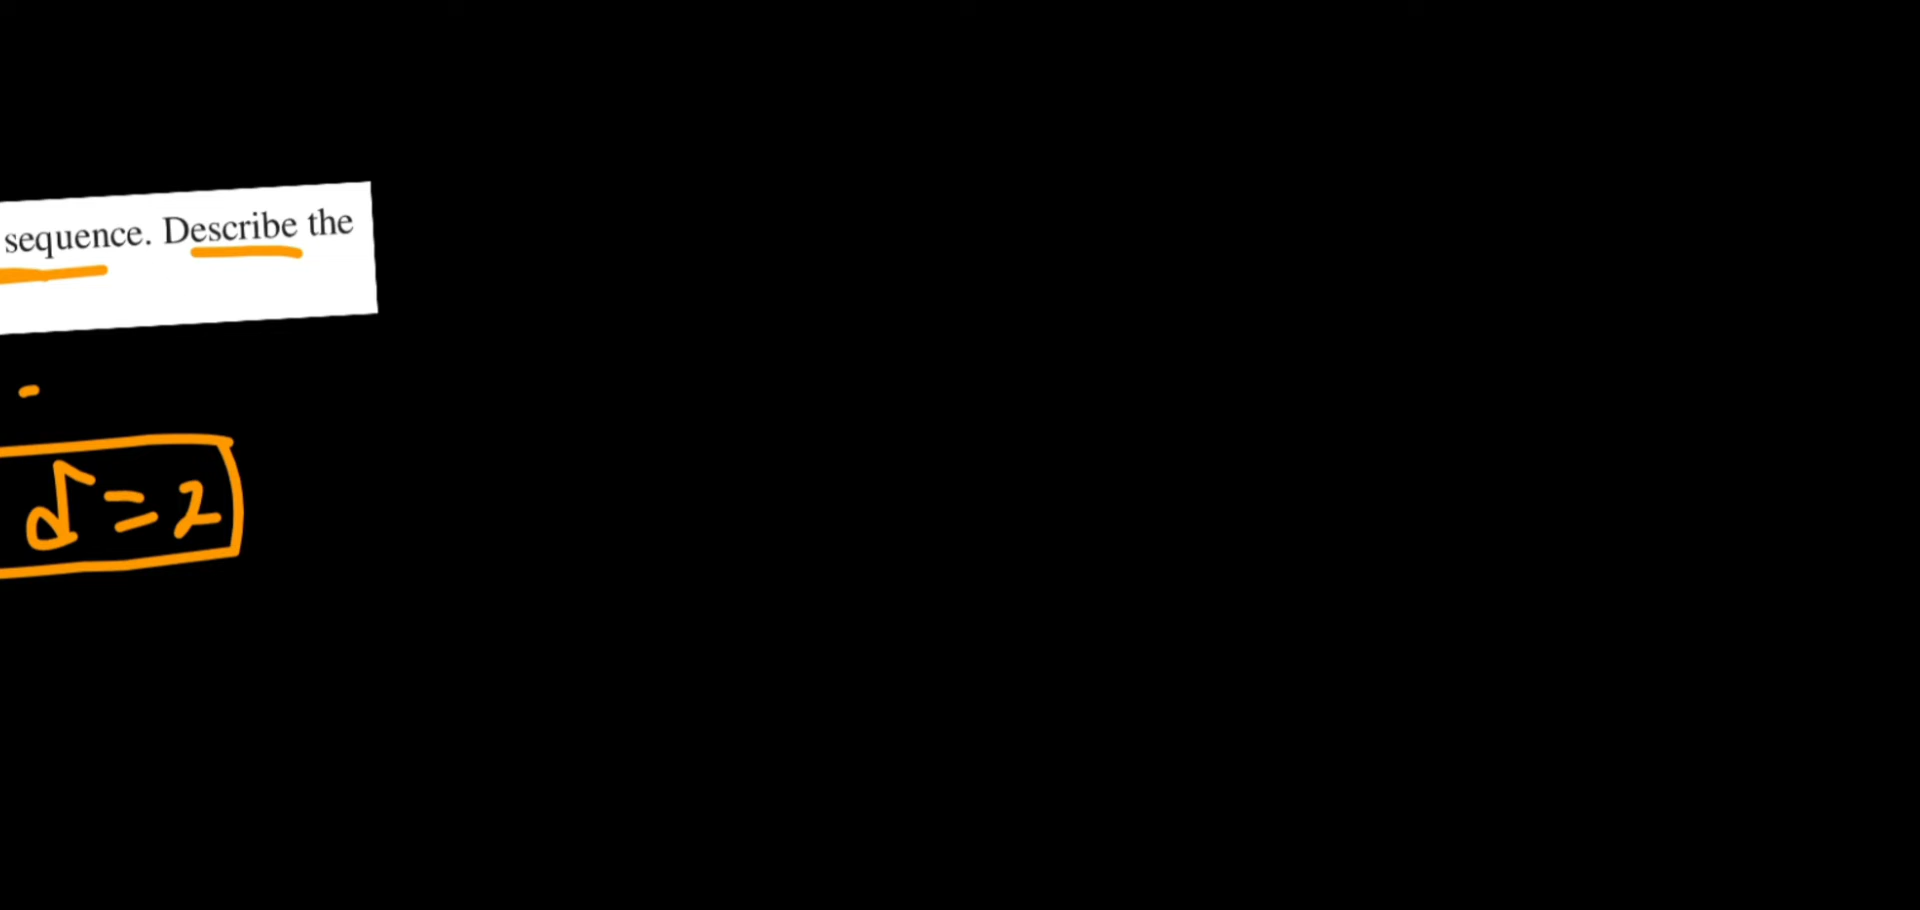 sequence. Describe the
d = 2